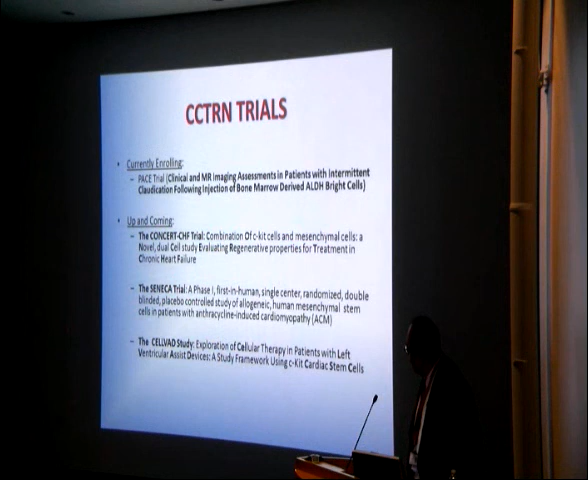 CCTRN TRIALS
• Currently Enrolling:
– PACE Trial (Clinical and MR Imaging Assessments in Patients with Intermittent
Claudication Following Injection of Bone Marrow Derived ALDH Bright Cells)
• Up and Coming:
– The CONCERT-CHF Trial: Combination Of c-kit cells and mesenchymal cells: a
Novel, dual Cell study Evaluating Regenerative properties for Treatment in
Chronic Heart Failure
– The SENECA Trial: A Phase I, first-in-human, single center, randomized, double
blinded, placebo controlled study of allogeneic, human mesenchymal stem
cells in patients with anthracycline-induced cardiomyopathy (ACM)
– The CELLVAD Study: Exploration of Cellular Therapy in Patients with Left
Ventricular Assist Devices: A Study Framework Using c-Kit Cardiac Stem Cells